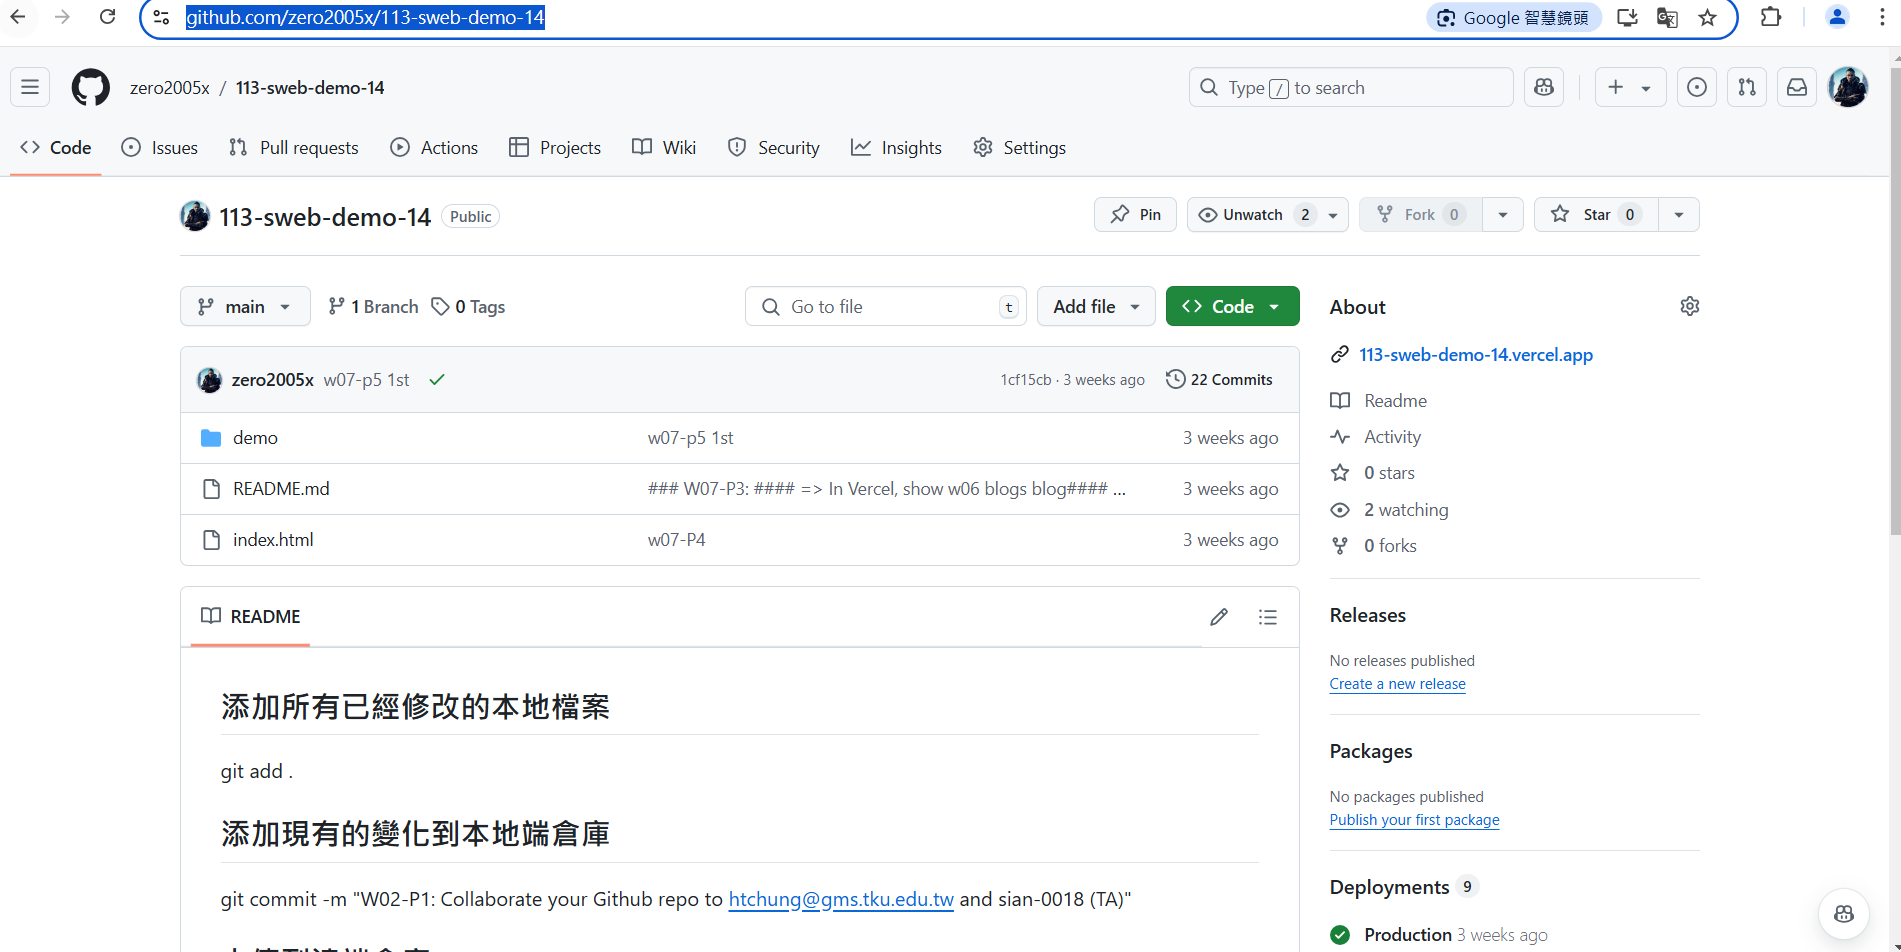 github.com/zero2005x/113-sweb-demo-14
Google 智慧鏡頭
zero2005x / 113-sweb-demo-14
Type / to search
Code Issues Pull requests Actions Projects Wiki Security Insights Settings
113-sweb-demo-14 Public
Pin Unwatch 2 Fork 0 Star 0
main 1 Branch 0 Tags
Go to file t Add file Code
zero2005x w07-p5 1st 1cf15cb · 3 weeks ago 22 Commits
demo w07-p5 1st 3 weeks ago
README.md ### W07-P3: #### => In Vercel, show w06 blogs blog#### ... 3 weeks ago
index.html w07-P4 3 weeks ago
README
添加所有已經修改的本地檔案
git add .
添加現有的變化到本地端倉庫
git commit -m "W02-P1: Collaborate your Github repo to htchung@gms.tku.edu.tw and sian-0018 (TA)"
About
113-sweb-demo-14.vercel.app
Readme
Activity
0 stars
2 watching
0 forks
Releases
No releases published
Create a new release
Packages
No packages published
Publish your first package
Deployments 9
Production 3 weeks ago